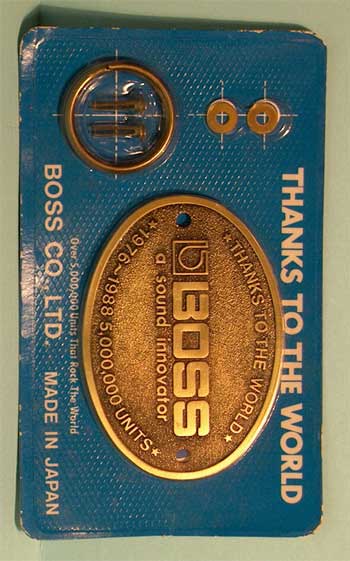 THANKS TO THE WORLD
★THANKS TO THE WORLD★
BOSS
a sound innovator
1976~1988 5,000,000 UNITS
Over 5,000,000 Units That Rock The World
BOSS CO., LTD. MADE IN JAPAN